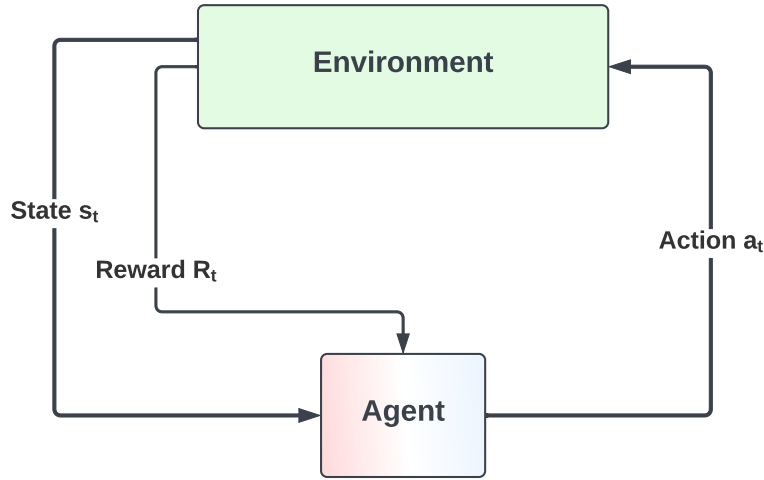 Environment
State sₜ
Action aₜ
Reward Rₜ
Agent